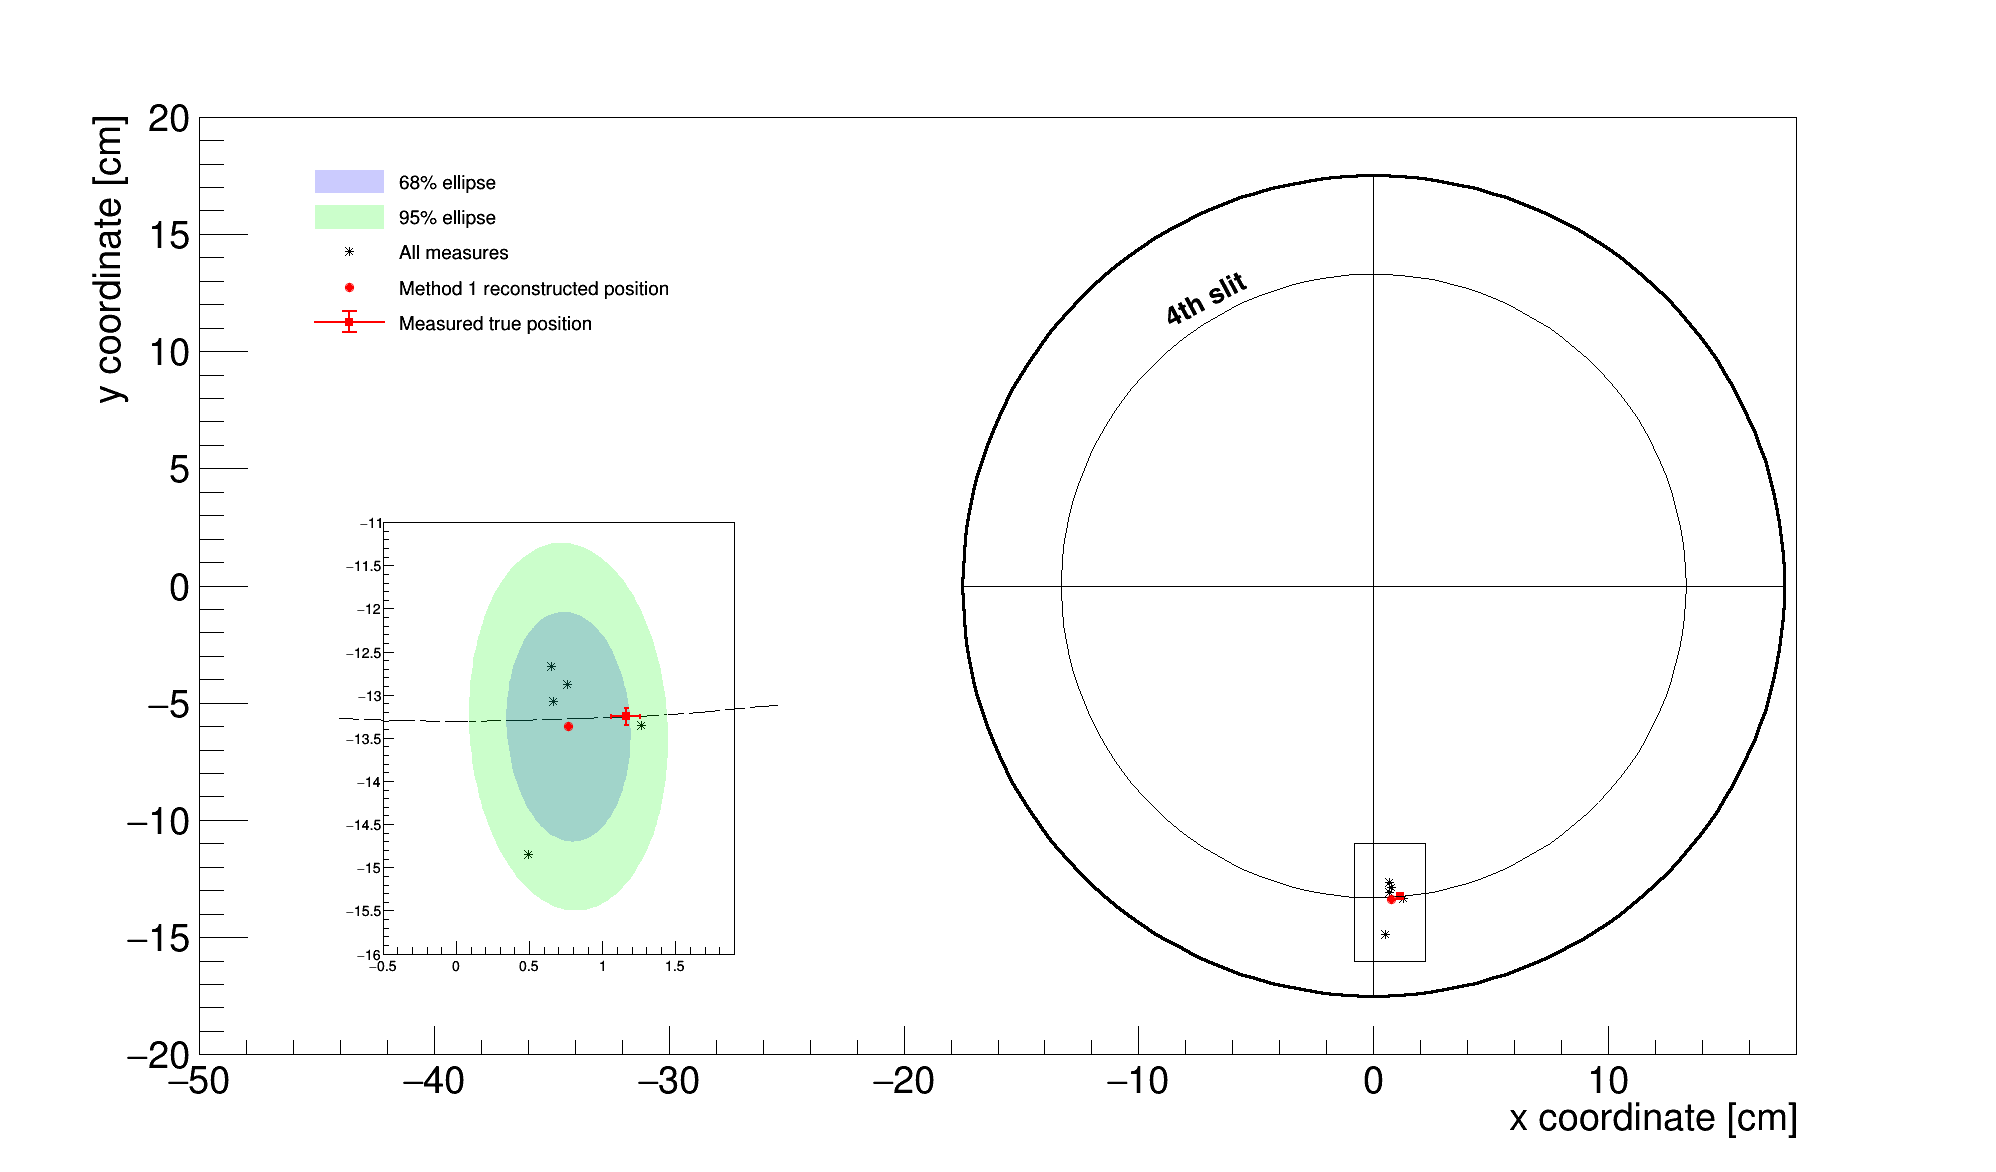 20
15
10
5
0
−5
−10
−15
−20
y coordinate [cm]
68% ellipse
95% ellipse
All measures
Method 1 reconstructed position
Measured true position
4th slit
−11
−11.5
−12
−12.5
−13
−13.5
−14
−14.5
−15
−15.5
−16
−0.5 0 0.5 1 1.5
−50 −40 −30 −20 −10 0 10
x coordinate [cm]